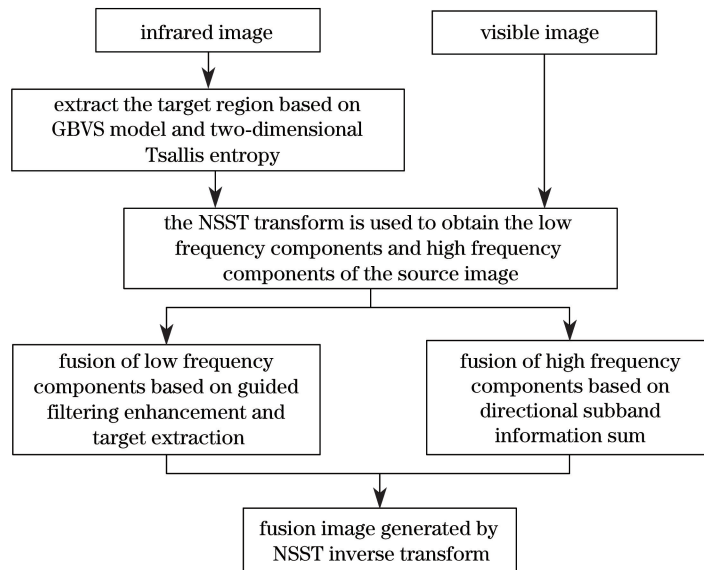 infrared image
visible image
extract the target region based on
GBVS model and two-dimensional
Tsallis entropy
the NSST transform is used to obtain the low
frequency components and high frequency
components of the source image
fusion of low frequency
components based on guided
filtering enhancement and
target extraction
fusion of high frequency
components based on
directional subband
information sum
fusion image generated by
NSST inverse transform